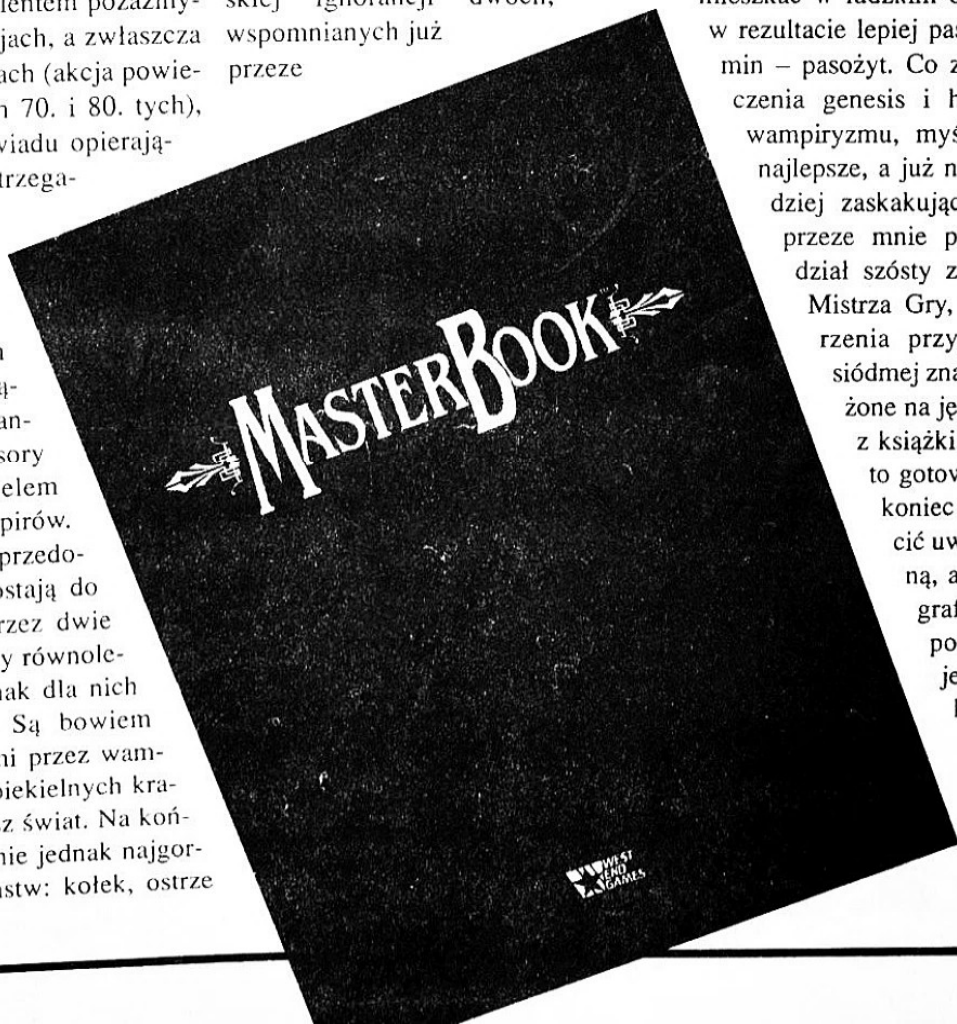 jach, a zwłaszcza
ach (akcja powie-
70. i 80. tych),
wiadu opierają-
trzega-
ą-
an-
sory
elem
pirów.
przedo-
ostają do
rzez dwie
y równole-
nak dla nich
Są bowiem
ni przez wam-
piekielnych kra-
z świat. Na koń-
nie jednak najgor-
stw: kołek, ostrze
skiej ignorancji dwóch,
wspomnianych już
przeze
MASTERBOOK
WEST
END
GAMES
w rezultacie lepiej pas
min – pasożyt. Co z
czenia genesis i h
wampiryzmu, myś
najlepsze, a już n
dziej zaskakując
przeze mnie p
dział szósty z
Mistrza Gry,
rzenia przy
siódmej zna
żone na ję
z książki
to gotow
koniec
cić uw
ną, a
graf
po
je